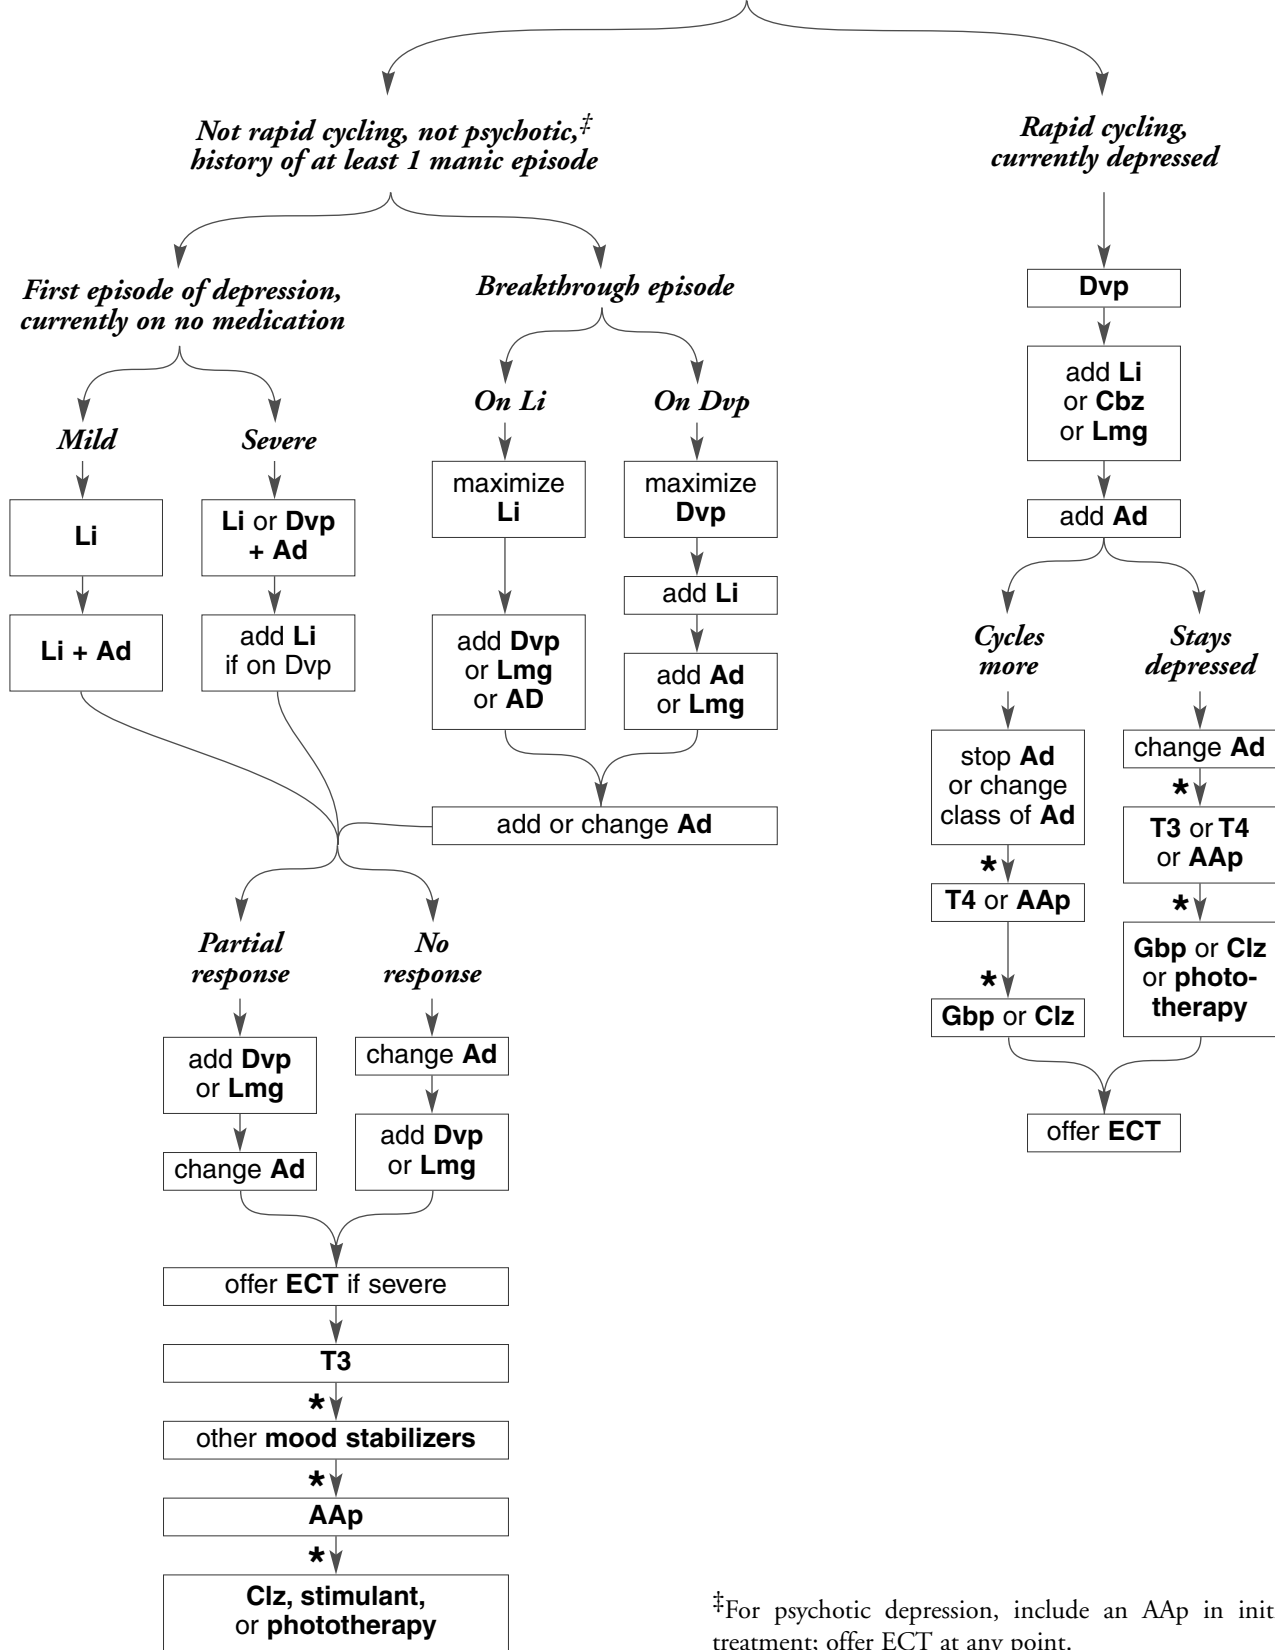 Not rapid cycling, not psychotic,‡
history of at least 1 manic episode
Rapid cycling,
currently depressed
First episode of depression,
currently on no medication
Breakthrough episode
Mild
Severe
On Li
On Dvp
Li
Li + Ad
Li or Dvp
+ Ad
add Li
if on Dvp
maximize
Li
add Dvp
or Lmg
or AD
maximize
Dvp
add Li
add Ad
or Lmg
add or change Ad
Partial
response
No
response
add Dvp
or Lmg
change Ad
change Ad
add Dvp
or Lmg
offer ECT if severe
T3
*
other mood stabilizers
*
AAp
*
Clz, stimulant,
or phototherapy
Dvp
add Li
or Cbz
or Lmg
add Ad
Cycles
more
stop Ad
or change
class of Ad
*
T4 or AAp
*
Gbp or Clz
Stays
depressed
change Ad
*
T3 or T4
or AAp
*
Gbp or Clz
or photo-
therapy
offer ECT
‡For psychotic depression, include an AAp in init
treatment; offer ECT at any point.